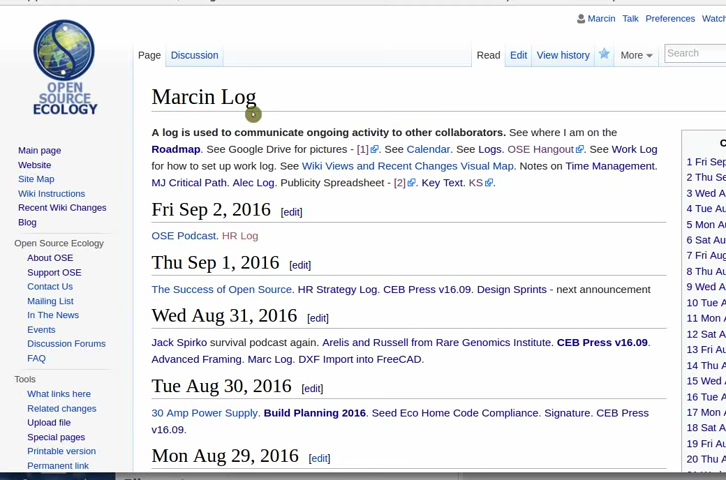 Marcin Talk Preferences Watch
Page Discussion Read Edit View history More Search
OPEN
SOURCE
ECOLOGY
Main page
Website
Site Map
Wiki Instructions
Recent Wiki Changes
Blog
Open Source Ecology
About OSE
Support OSE
Contact Us
Mailing List
In The News
Events
Discussion Forums
FAQ
Tools
What links here
Related changes
Upload file
Special pages
Printable version
Permanent link
Marcin Log
A log is used to communicate ongoing activity to other collaborators. See where I am on the
Roadmap. See Google Drive for pictures - [1]. See Calendar. See Logs. OSE Hangout. See Work Log
for how to set up work log. See Wiki Views and Recent Changes Visual Map. Notes on Time Management.
MJ Critical Path. Alec Log. Publicity Spreadsheet - [2]. Key Text. KS.
Fri Sep 2, 2016 [edit]
OSE Podcast. HR Log
Thu Sep 1, 2016 [edit]
The Success of Open Source. HR Strategy Log. CEB Press v16.09. Design Sprints - next announcement
Wed Aug 31, 2016 [edit]
Jack Spirko survival podcast again. Arelis and Russell from Rare Genomics Institute. CEB Press v16.09.
Advanced Framing. Marc Log. DXF Import into FreeCAD.
Tue Aug 30, 2016 [edit]
30 Amp Power Supply. Build Planning 2016. Seed Eco Home Code Compliance. Signature. CEB Press
v16.09.
Mon Aug 29, 2016 [edit]
C
1 Fri Sep
2 Thu Se
3 Wed A
4 Tue Au
5 Mon A
6 Sat Au
7 Fri Aug
8 Thu Au
9 Wed A
10 Tue A
11 Mon A
12 Sat A
13 Fri Au
14 Thu A
15 Wed A
16 Tue A
17 Mon A
18 Sat A
19 Fri Au
20 Thu A